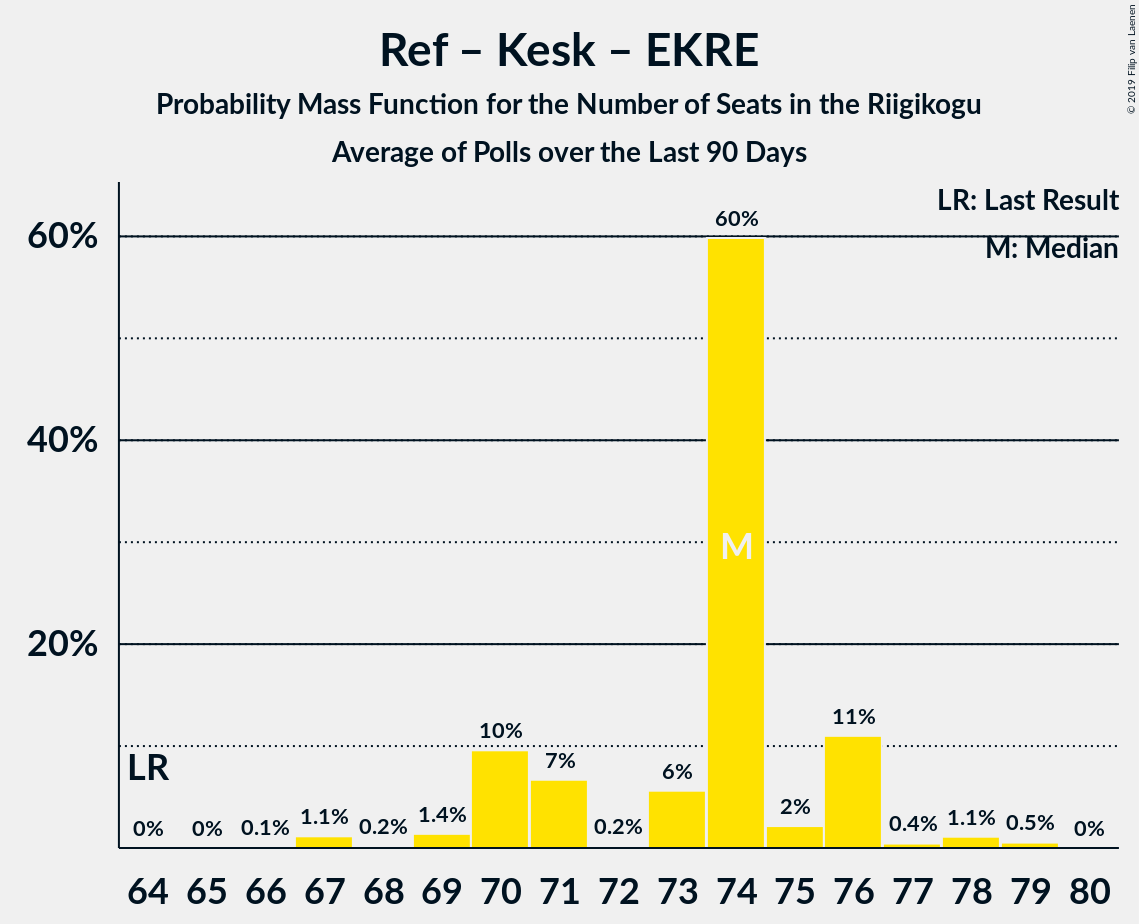 Ref – Kesk – EKRE
Probability Mass Function for the Number of Seats in the Riigikogu
Average of Polls over the Last 90 Days
© 2019 Filip van Laenen
LR: Last Result
M: Median
60%
40%
20%
LR
M
0% 0% 0.1% 1.1% 0.2% 1.4% 10% 7% 0.2% 6% 60% 2% 11% 0.4% 1.1% 0.5% 0%
64 65 66 67 68 69 70 71 72 73 74 75 76 77 78 79 80